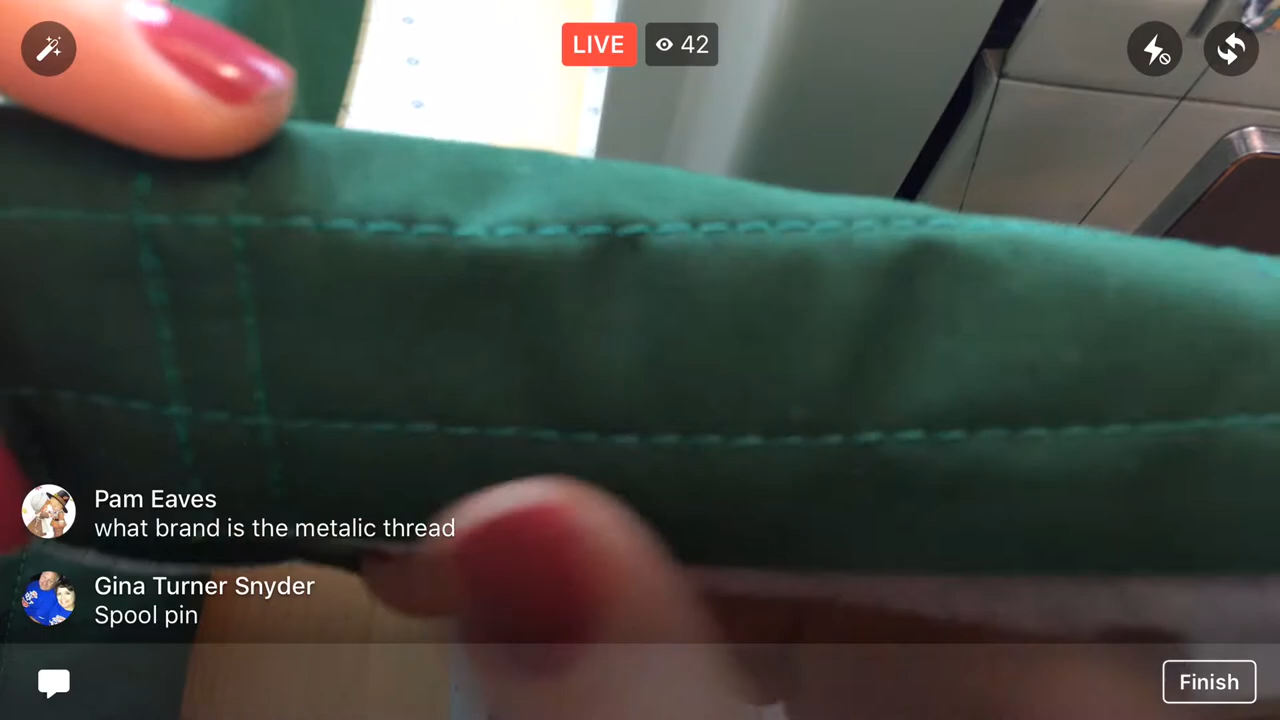 LIVE 42
Pam Eaves
what brand is the metalic thread
Gina Turner Snyder
Spool pin
Finish